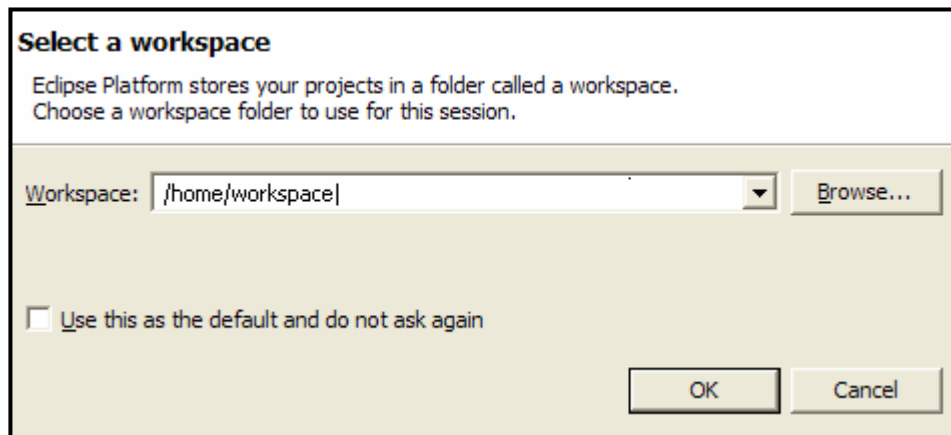 Select a workspace
Eclipse Platform stores your projects in a folder called a workspace.
Choose a workspace folder to use for this session.
Workspace: /home/workspace Browse...
Use this as the default and do not ask again
OK Cancel